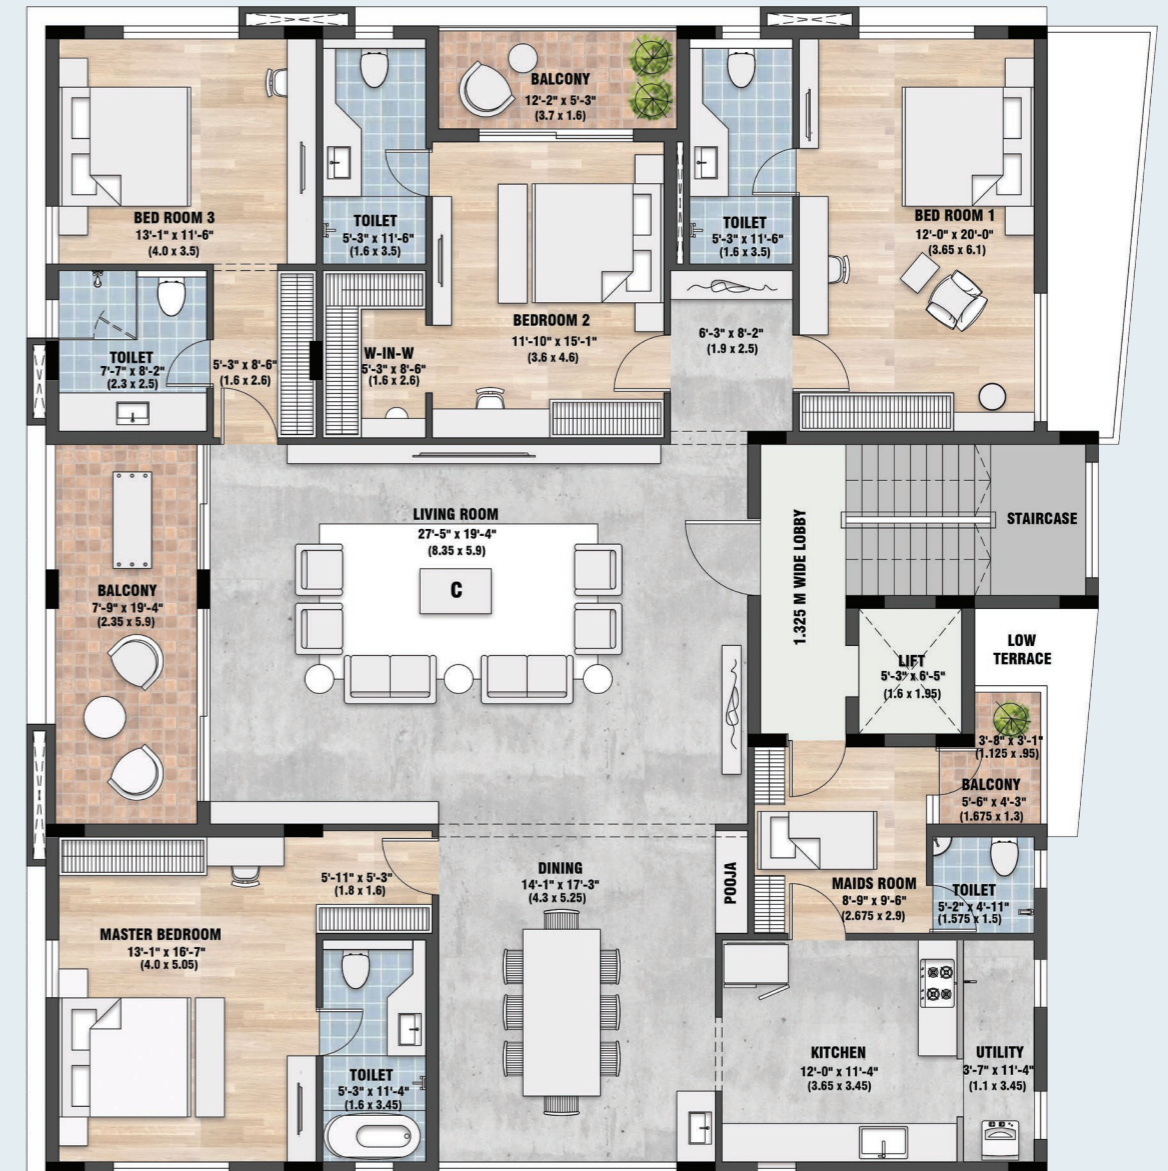 BALCONY
12'-2" x 5'-3"
(3.7 x 1.6)
BED ROOM 3
13'-1" x 11'-6"
(4.0 x 3.5)
TOILET
5'-3" x 11'-6"
(1.6 x 3.5)
TOILET
5'-3" x 11'-6"
(1.6 x 3.5)
BED ROOM 1
12'-0" x 20'-0"
(3.65 x 6.1)
BEDROOM 2
11'-10" x 15'-1"
(3.6 x 4.6)
6'-3" x 8'-2"
(1.9 x 2.5)
TOILET
7'-7" x 8'-2"
(2.3 x 2.5)
5'-3" x 8'-6"
(1.6 x 2.6)
W-IN-W
5'-3" x 8'-6"
(1.6 x 2.6)
LIVING ROOM
27'-5" x 19'-4"
(8.35 x 5.9)
C
1.325 M WIDE LOBBY
STAIRCASE
BALCONY
7'-9" x 19'-4"
(2.35 x 5.9)
LIFT
5'-3" x 6'-5"
(1.6 x 1.95)
LOW
TERRACE
3'-8" x 3'-1"
(1.125 x .95)
BALCONY
5'-6" x 4'-3"
(1.675 x 1.3)
5'-11" x 5'-3"
(1.8 x 1.6)
DINING
14'-1" x 17'-3"
(4.3 x 5.25)
POOJA
MAIDS ROOM
8'-9" x 9'-6"
(2.675 x 2.9)
TOILET
5'-2" x 4'-11"
(1.575 x 1.5)
MASTER BEDROOM
13'-1" x 16'-7"
(4.0 x 5.05)
TOILET
5'-3" x 11'-4"
(1.6 x 3.45)
KITCHEN
12'-0" x 11'-4"
(3.65 x 3.45)
UTILITY
3'-7" x 11'-4"
(1.1 x 3.45)